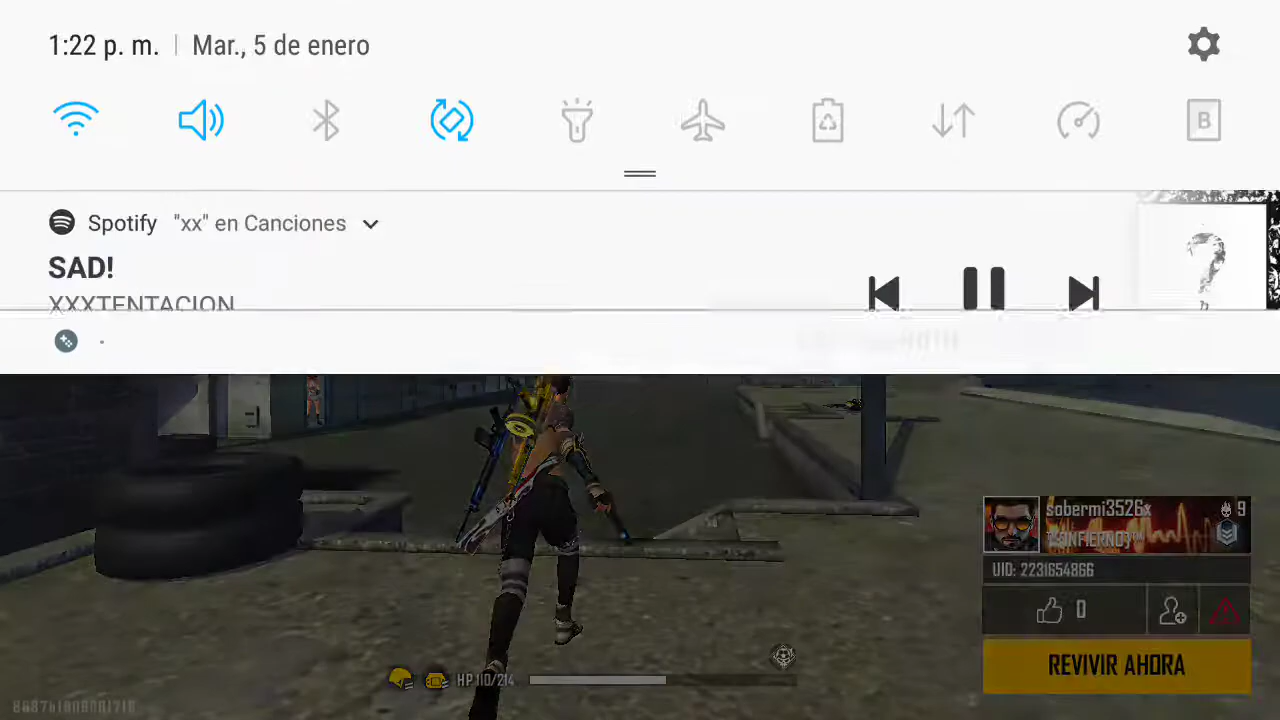 1:22 p. m. | Mar., 5 de enero
B
Spotify "xx" en Canciones
SAD!
XXXTENTACION
sobermi3526x 9
UID: 2231654866
0
REVIVIR AHORA
HP 110/214